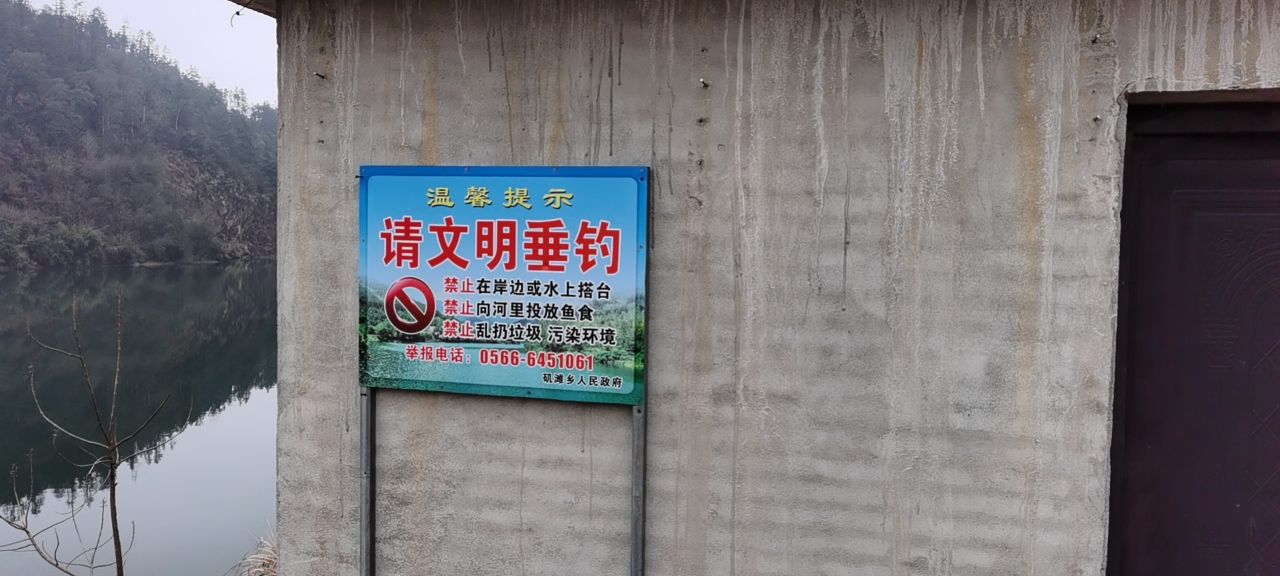 温馨提示
请文明垂钓
禁止在岸边或水上搭台
禁止向河里投放鱼食
禁止乱扔垃圾 污染环境
举报电话：0566-6451061
矶滩乡人民政府